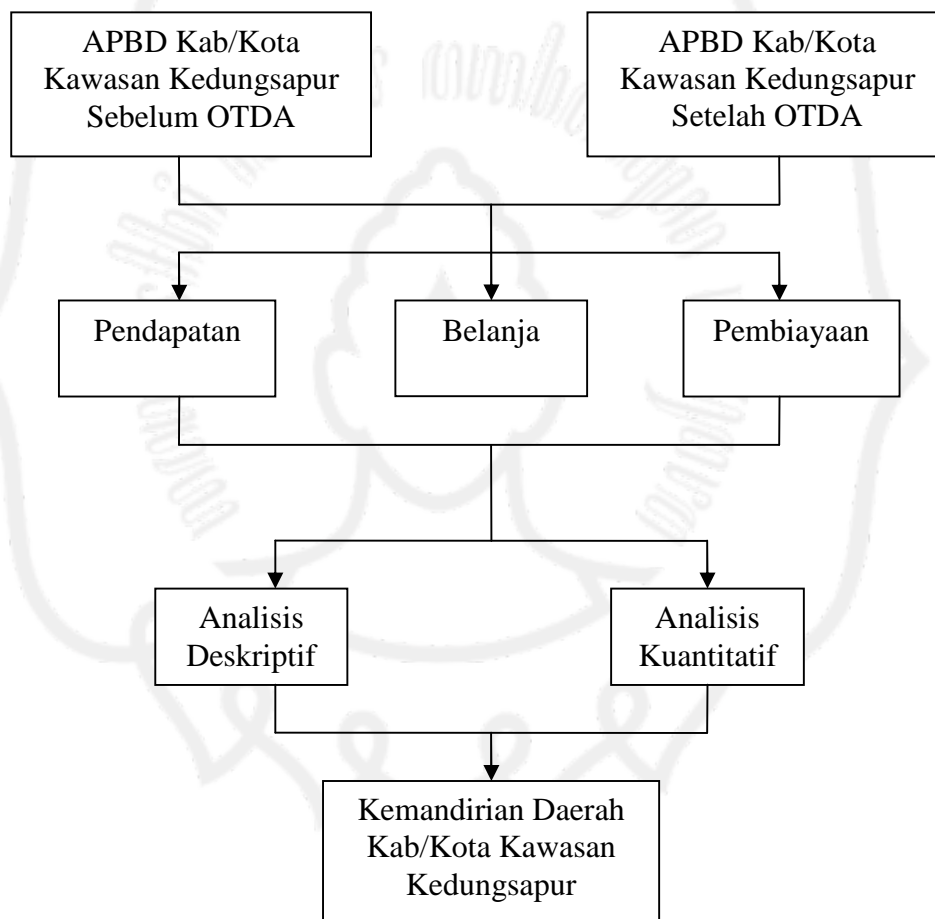 APBD Kab/Kota
Kawasan Kedungsapur
Sebelum OTDA
APBD Kab/Kota
Kawasan Kedungsapur
Setelah OTDA
Pendapatan
Belanja
Pembiayaan
Analisis
Deskriptif
Analisis
Kuantitatif
Kemandirian Daerah
Kab/Kota Kawasan
Kedungsapur